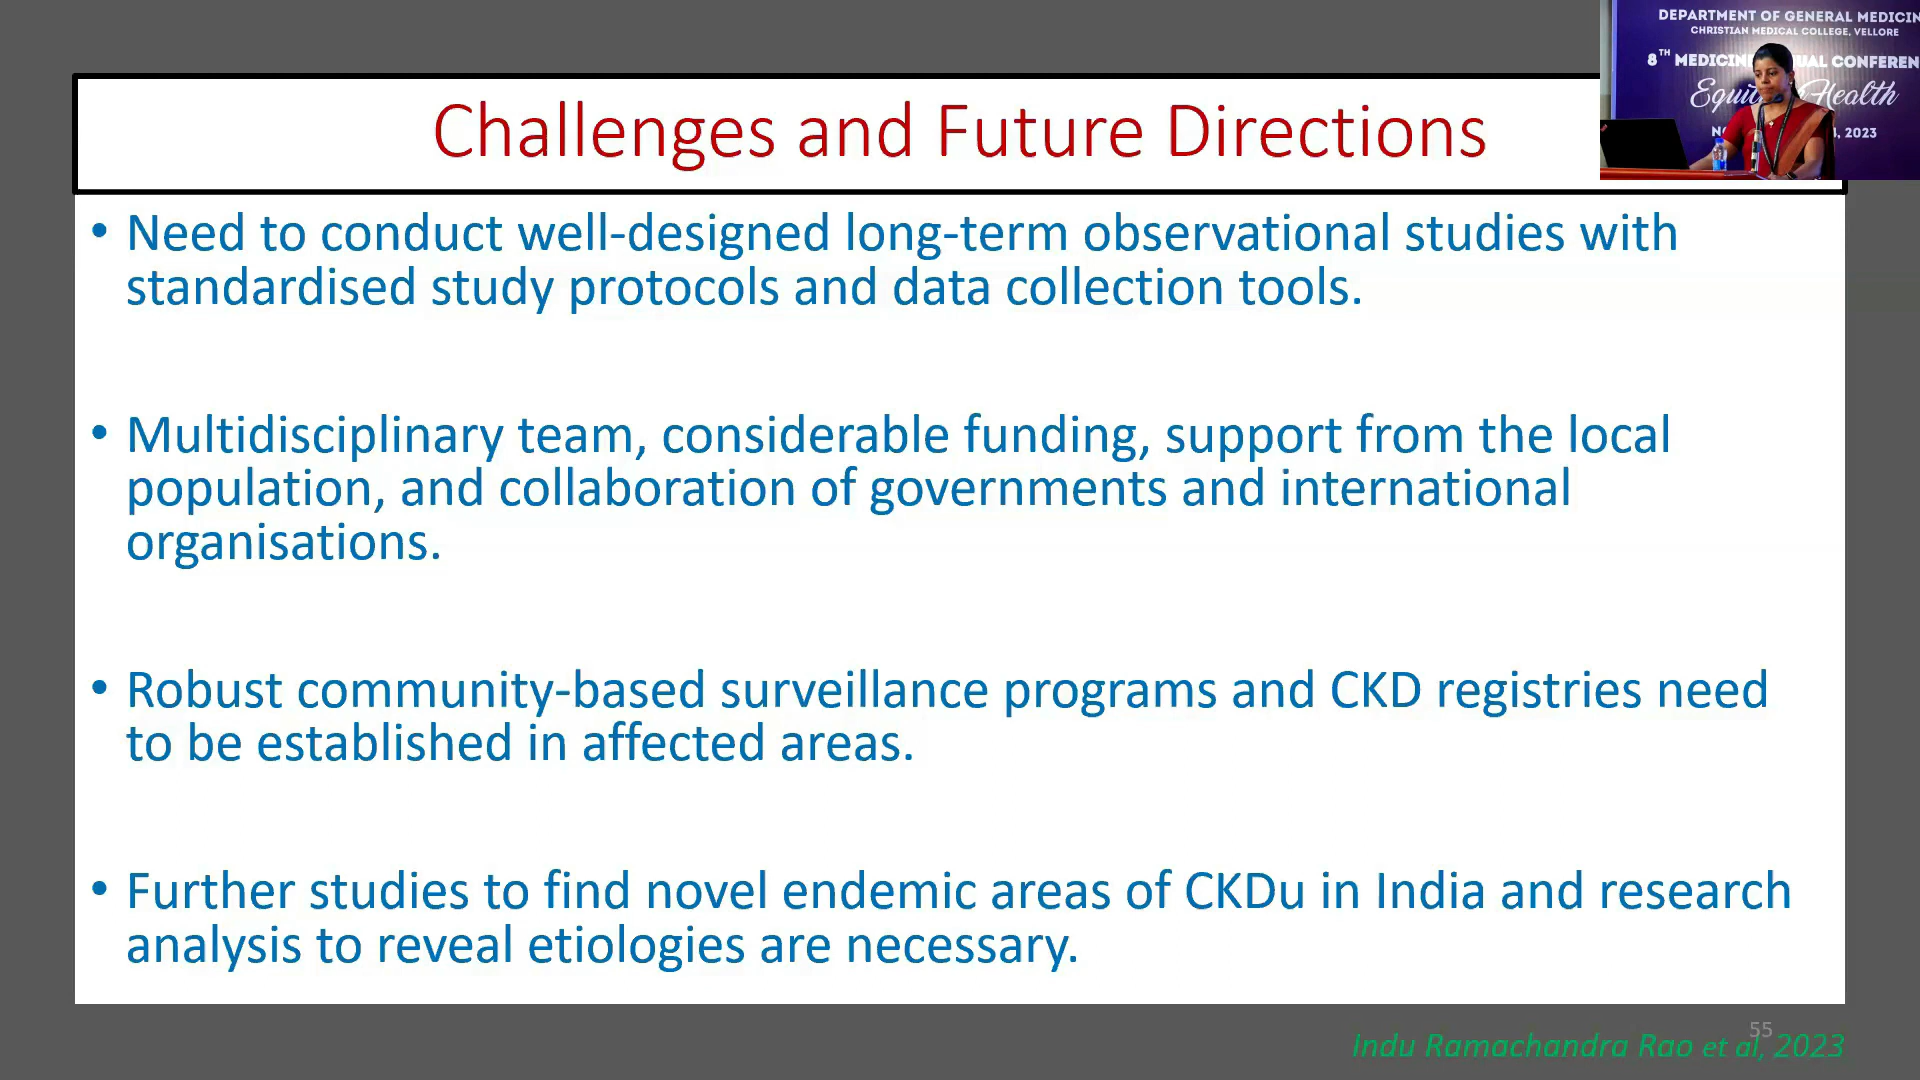 Challenges and Future Directions
DEPARTMENT OF GENERAL MEDICIN
CHRISTIAN MEDICAL COLLEGE, VELLORE
8TH MEDICIN UAL CONFEREN
Health
2023
• Need to conduct well-designed long-term observational studies with
standardised study protocols and data collection tools.
• Multidisciplinary team, considerable funding, support from the local
population, and collaboration of governments and international
organisations.
• Robust community-based surveillance programs and CKD registries need
to be established in affected areas.
• Further studies to find novel endemic areas of CKDu in India and research
analysis to reveal etiologies are necessary.
55
Indu Ramachandra Rao et al, 2023